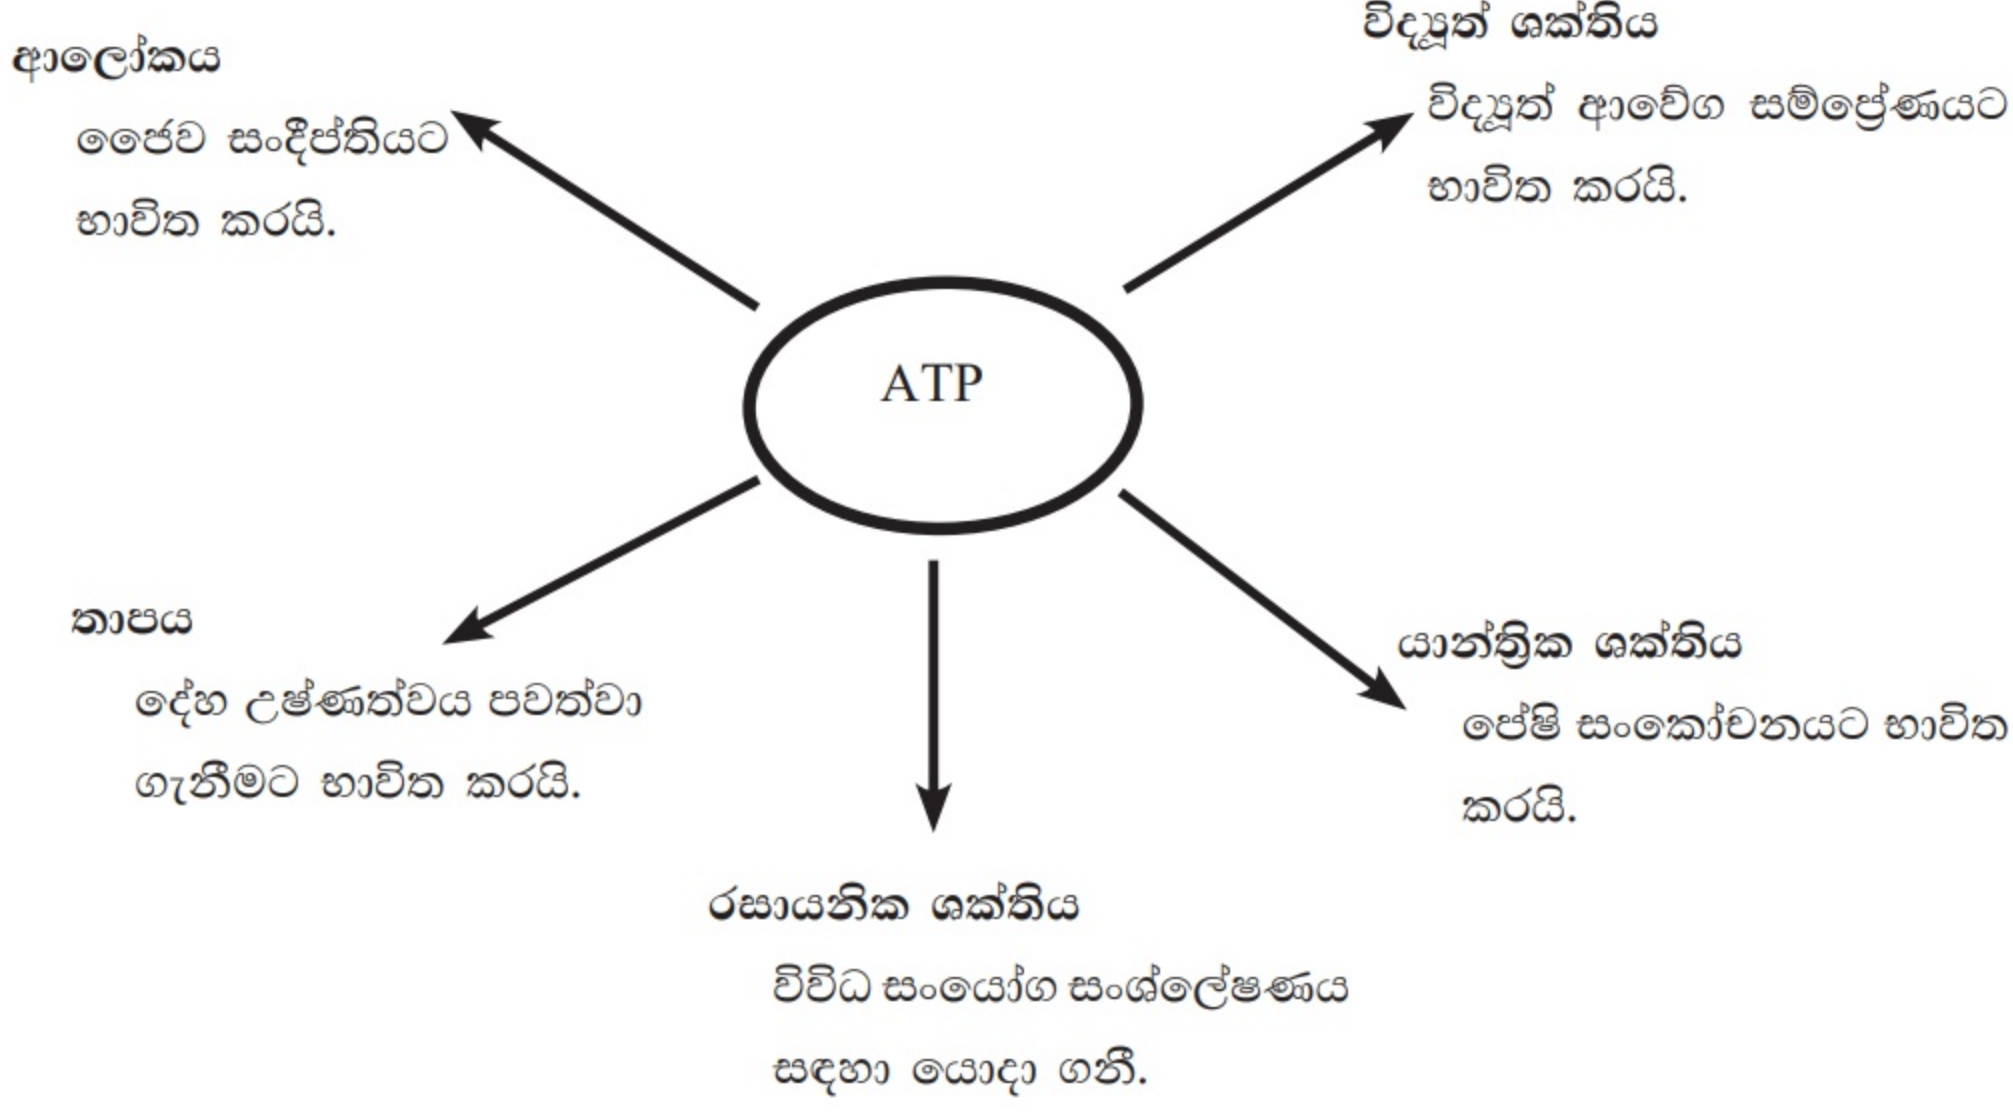 ආලෝකය
ජෛව සංදීප්තියට
භාවිත කරයි.
විද්‍යුත් ශක්තිය
විද්‍යුත් ආවේග සම්ප්‍රේණයට
භාවිත කරයි.
ATP
තාපය
දේහ උෂ්ණත්වය පවත්වා
ගැනීමට භාවිත කරයි.
යාන්ත්‍රික ශක්තිය
පේෂි සංකෝචනයට භාවිත
කරයි.
රසායනික ශක්තිය
විවිධ සංයෝග සංශ්ලේෂණය
සඳහා යොදා ගනී.